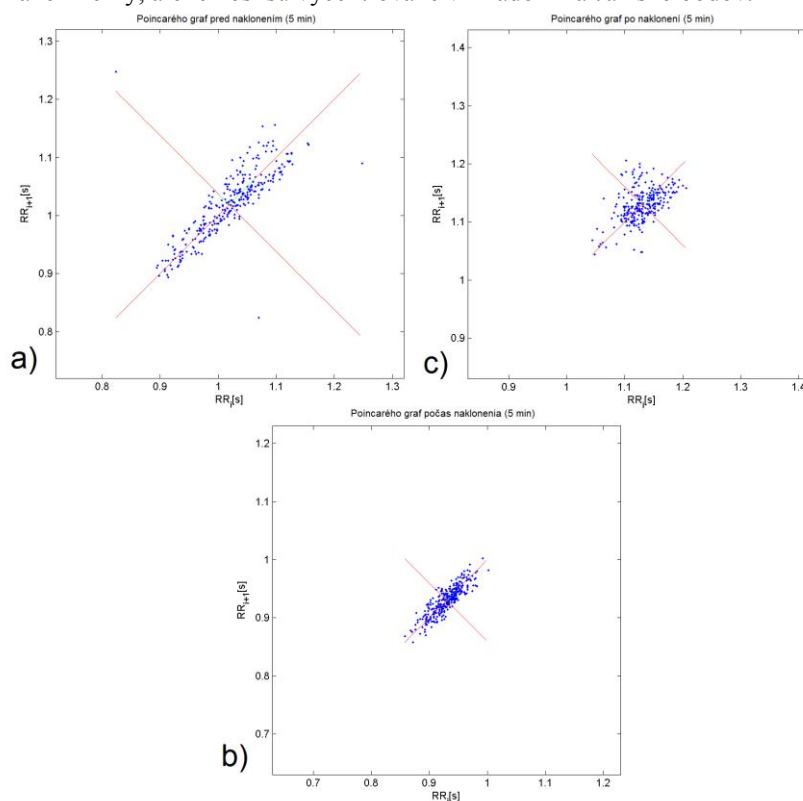 Poincarého graf pred naklonením (5 min)
1.3
1.2
1.1
1
0.9
0.8
RRi+1[s]
0.8 0.9 1 1.1 1.2 1.3
RRi[s]
a)
Poincarého graf po naklonení (5 min)
1.4
1.3
1.2
1.1
1
0.9
RRi+1[s]
0.9 1 1.1 1.2 1.3 1.4
RRi[s]
c)
Poincarého graf počas naklonenia (5 min)
1.2
1.1
1
0.9
0.8
0.7
RRi+1[s]
0.7 0.8 0.9 1 1.1 1.2
RRi[s]
b)